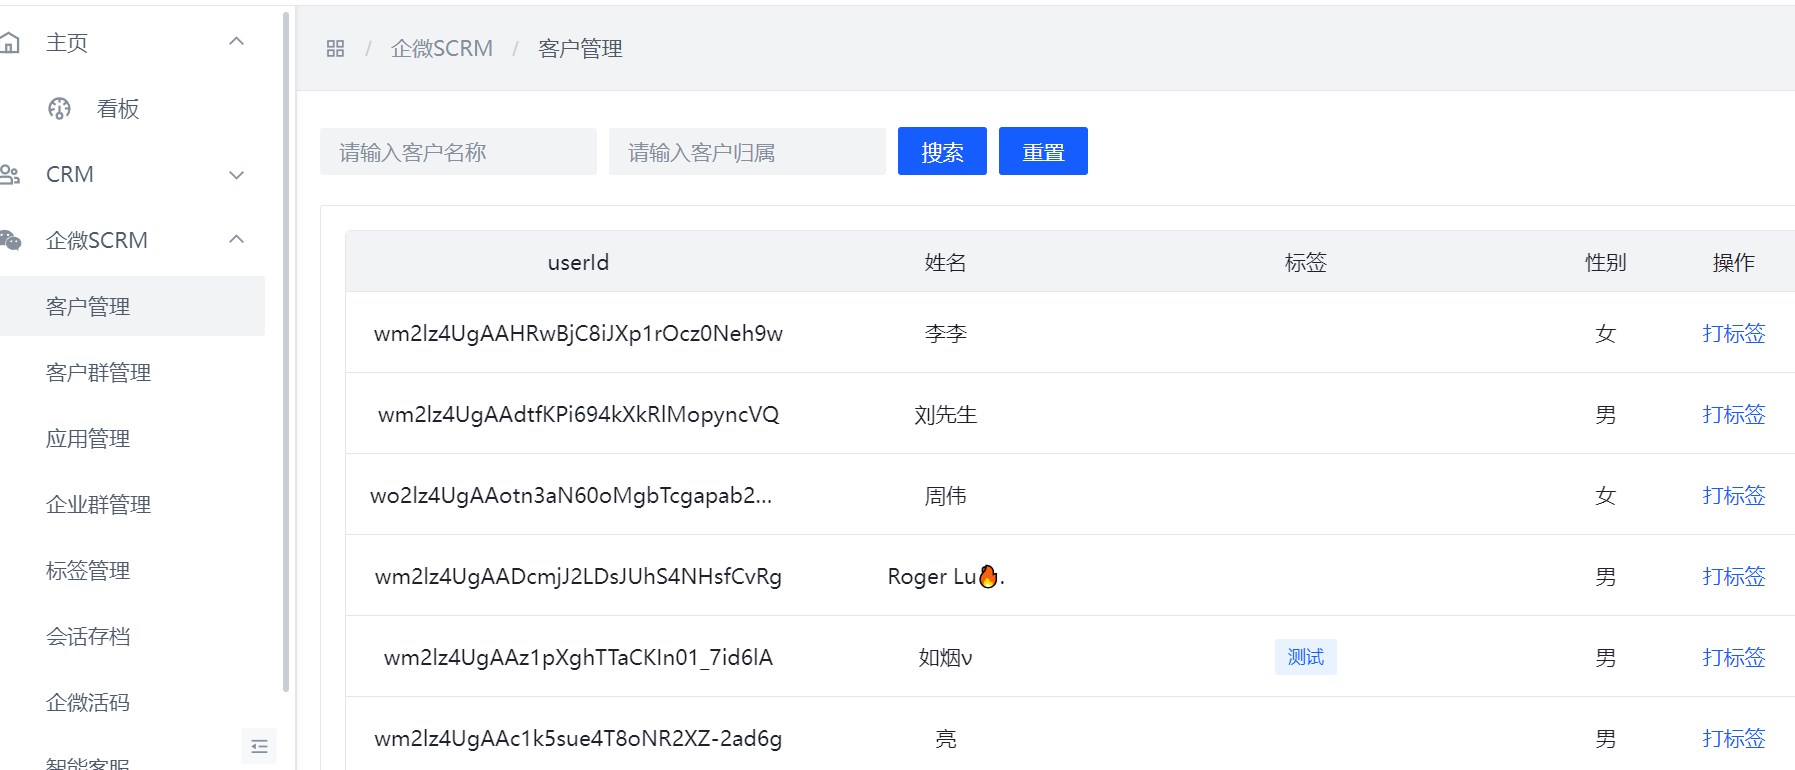 主页
看板
CRM
企微SCRM
客户管理
客户群管理
应用管理
企业群管理
标签管理
会话存档
企微活码
智能客服
/ 企微SCRM / 客户管理
请输入客户名称 请输入客户归属 搜索 重置
userId 姓名 标签 性别 操作
wm2lz4UgAAHRwBjC8iJXp1rOcz0Neh9w 李李 女 打标签
wm2lz4UgAAdtfKPi694kXkRlMopyncVQ 刘先生 男 打标签
wo2lz4UgAAotn3aN60oMgbTcgapab2... 周伟 女 打标签
wm2lz4UgAADcmjJ2LDsJUhS4NHsfCvRg Roger Lu🔥. 男 打标签
wm2lz4UgAAz1pXghTTaCKIn01_7id6lA 如烟ν 测试 男 打标签
wm2lz4UgAAc1k5sue4T8oNR2XZ-2ad6g 亮 男 打标签